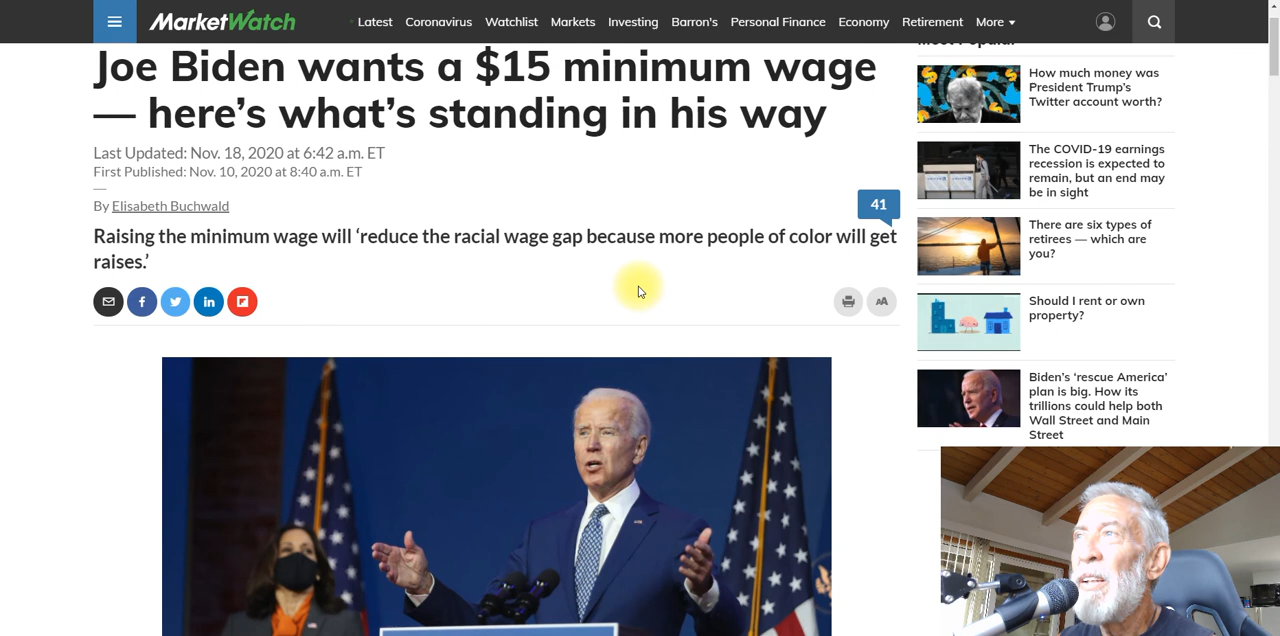 MarketWatch
Latest Coronavirus Watchlist Markets Investing Barron's Personal Finance Economy Retirement More
Joe Biden wants a $15 minimum wage
— here’s what’s standing in his way
Last Updated: Nov. 18, 2020 at 6:42 a.m. ET
First Published: Nov. 10, 2020 at 8:40 a.m. ET
—
By Elisabeth Buchwald
41
Raising the minimum wage will ‘reduce the racial wage gap because more people of color will get
raises.’
AA
Most Popular
How much money was
President Trump’s
Twitter account worth?
The COVID-19 earnings
recession is expected to
remain, but an end may
be in sight
There are six types of
retirees — which are
you?
Should I rent or own
property?
Biden’s ‘rescue America’
plan is big. How its
trillions could help both
Wall Street and Main
Street